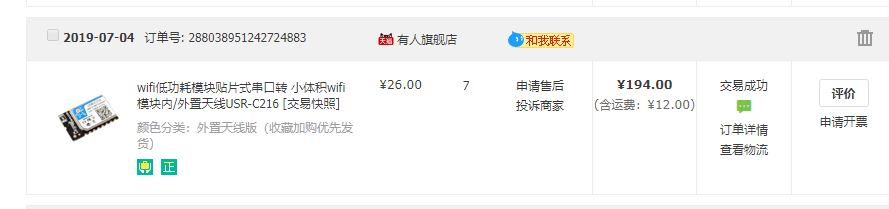 2019-07-04 订单号: 288038951242724883 天猫 有人旗舰店 和我联系
wifi低功耗模块贴片式串口转 小体积wifi ¥26.00 7 申请售后 ¥194.00 交易成功 评价
模块内/外置天线USR-C216 [交易快照] 投诉商家 (含运费: ¥12.00)
颜色分类: 外置天线版(收藏加购优先发 订单详情 申请开票
货) 查看物流
正